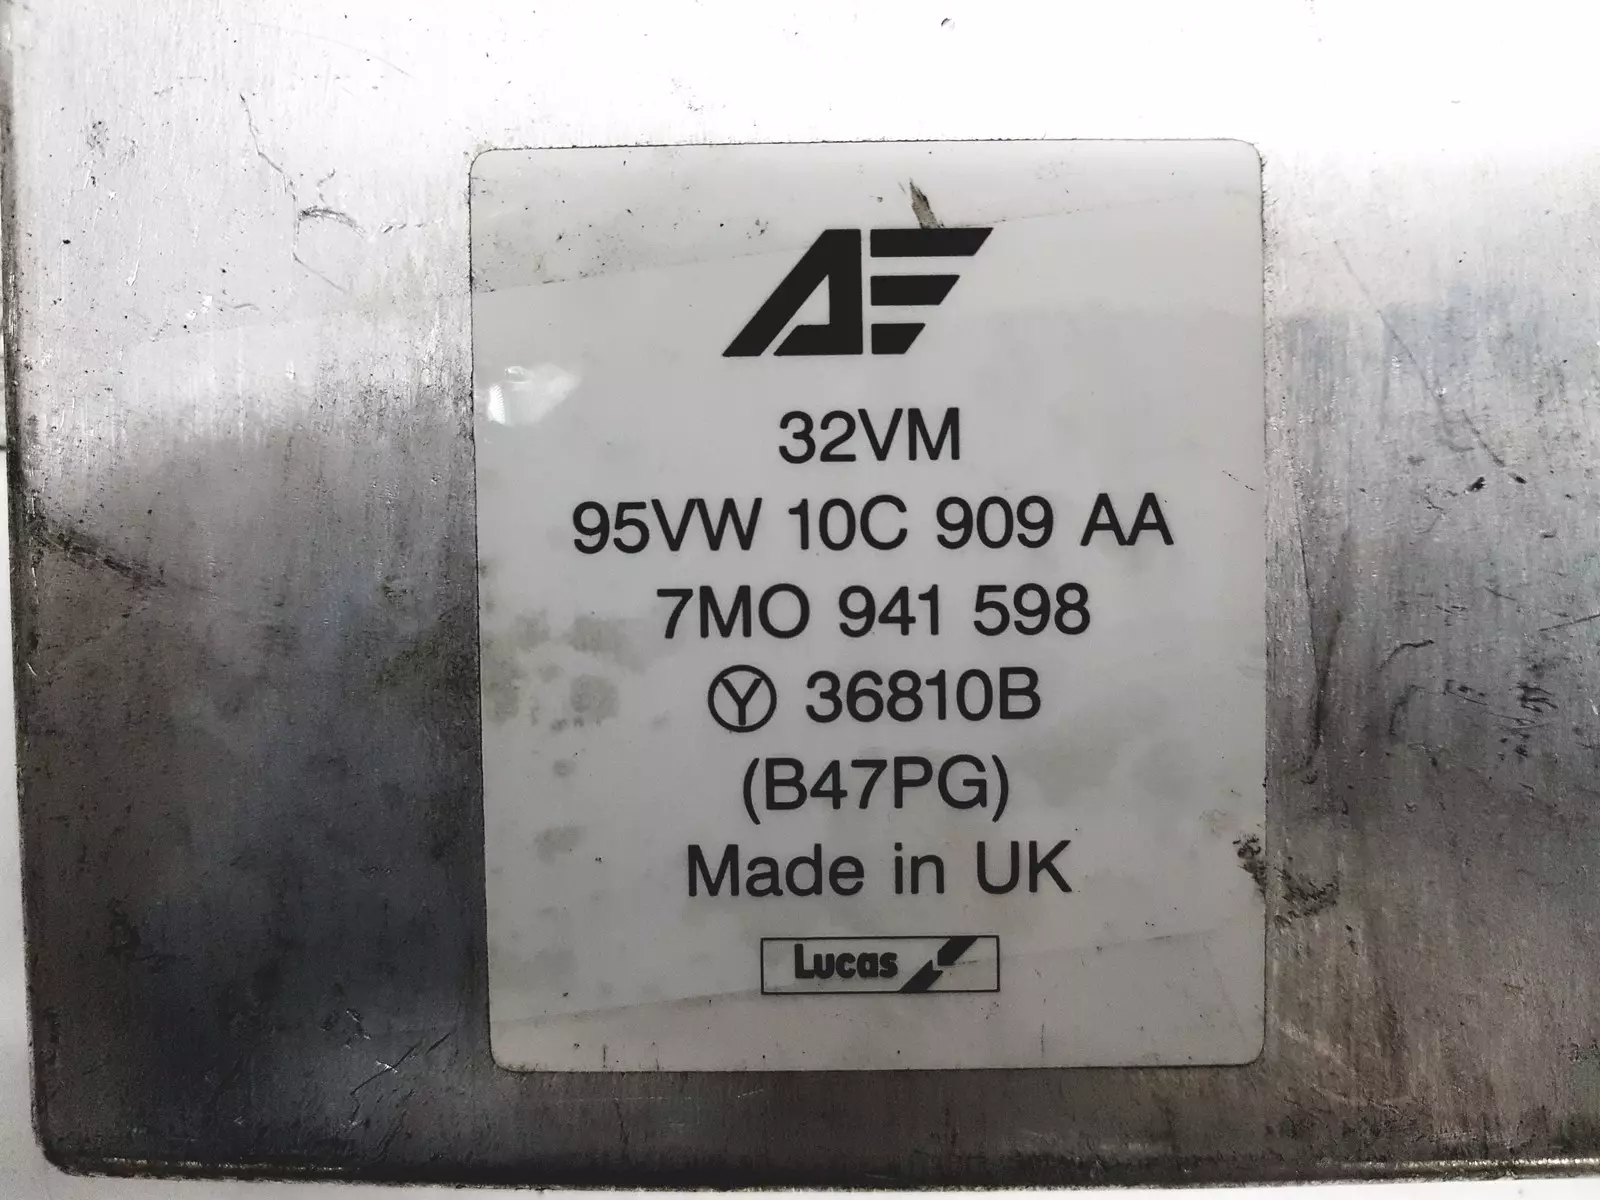 AE
32VM
95VW 10C 909 AA
7MO 941 598
Y 36810B
(B47PG)
Made in UK
Lucas